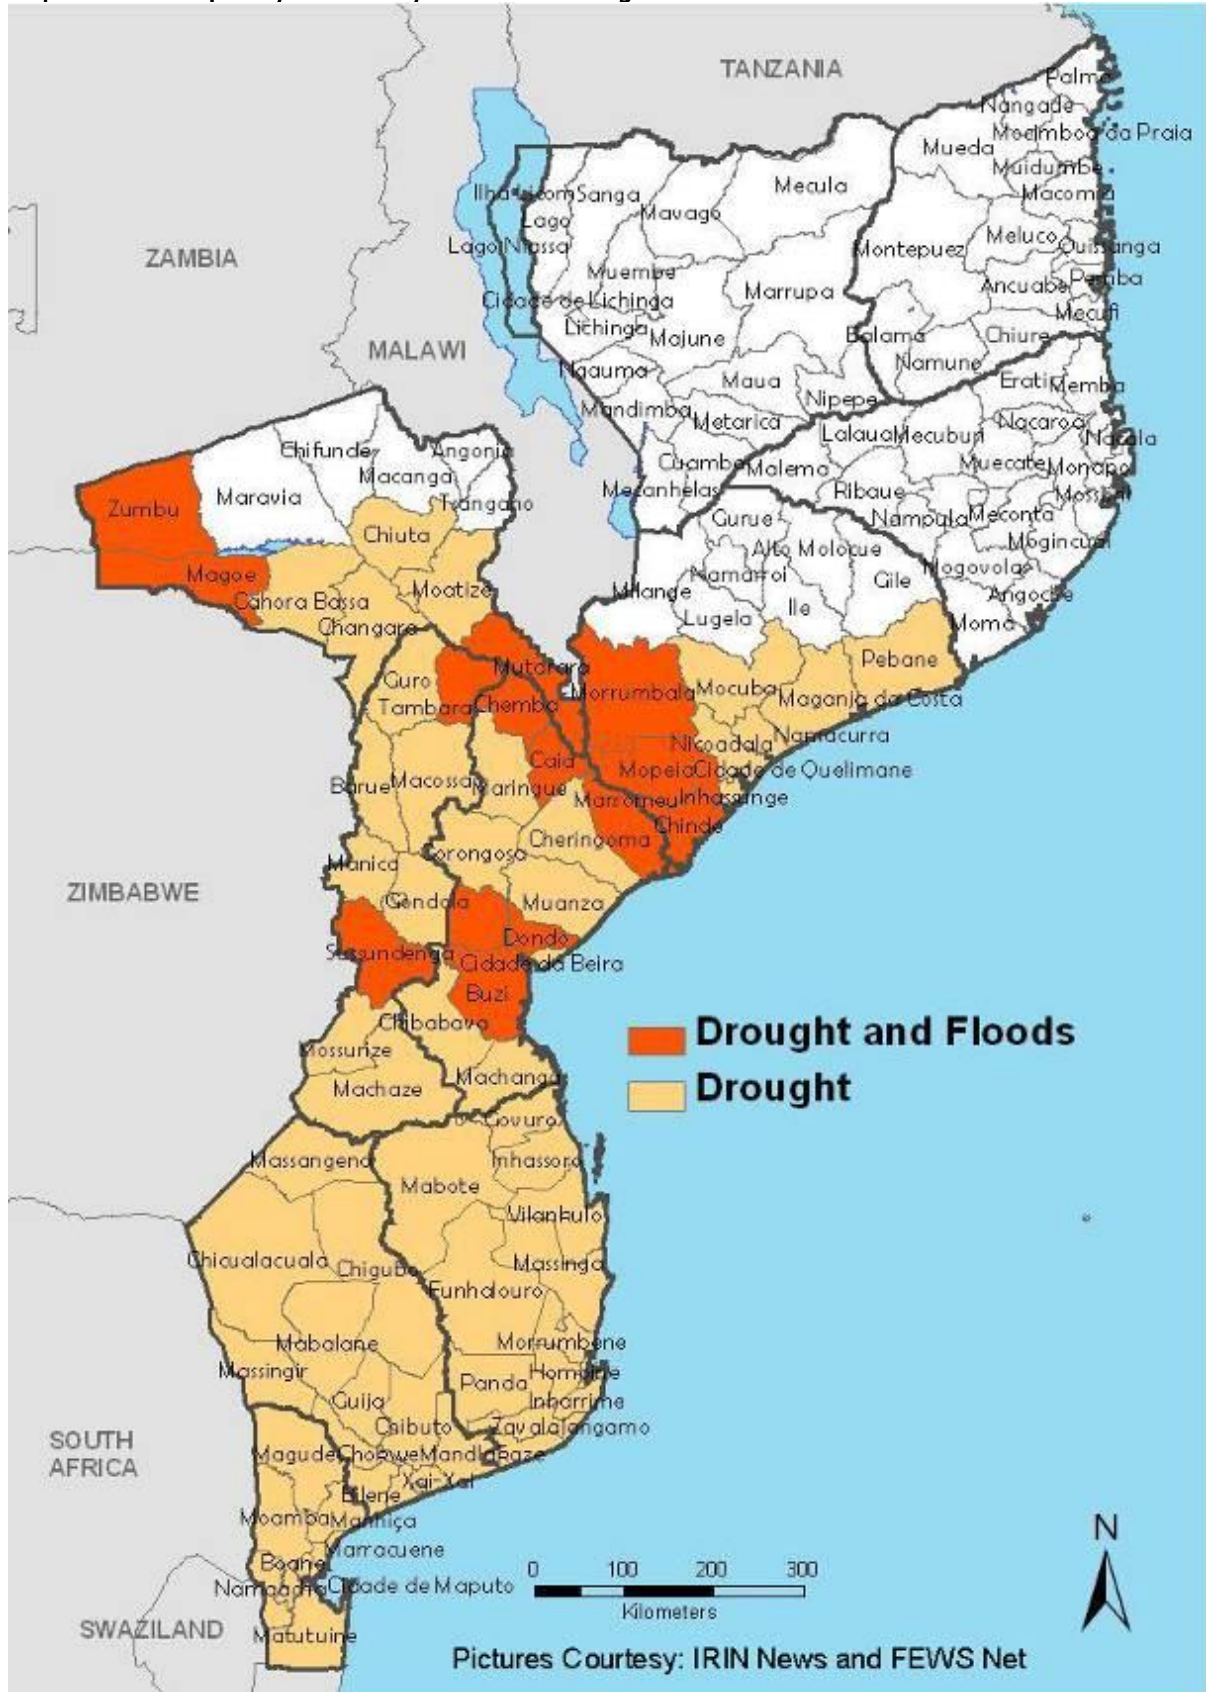 TANZANIA
Palma
Nangade
Mocimboa da Praia
Mueda
Muidumbe
Macomia
Mecula
Sanga
Mavago
Lago
Lago Niassa
Montepuez
Meluco
Quissanga
ZAMBIA
Muembe
Ancuabe
Pemba
Marrupa
Cidade de Lichinga
Mecufi
Lichinga
Majune
Balama
Chiure
MALAWI
Namuno
Ngauma
Maua
Erati
Memba
Nipepe
Mandimba
Metarica
Nacaroa
Lalaua
Mecuburi
Nacala
Chifunde
Angonia
Cuamba
Malema
Muecate
Monapo
Macanga
Mecanhelas
Ribaue
Maravia
Tsangano
Zumbu
Gurue
Nampula
Meconta
Chiuta
Alto Molocue
Mogincual
Magoe
Namarroi
Gile
Mogovolas
Moatize
Milange
Angoche
Cahora Bassa
Ile
Changara
Lugela
Moma
Mutarara
Pebane
Guro
Morrumbala
Mocuba
Maganja da Costa
Tambara
Chemba
Nicoadala
Namacurra
Caia
Mopeia
Cidade de Quelimane
Barue
Macossa
Maringue
Marromeu
Inhassunge
Chinde
Cheringoma
Gorongosa
Manica
ZIMBABWE
Gondola
Muanza
Dondo
Sussundenga
Cidade da Beira
Buzi
Chibabava
Drought and Floods
Mossurize
Machanga
Machaze
Drought
Govuro
Massangena
Inhassoro
Mabote
Vilankulo
Chicualacuala
Chigubo
Massinga
Funhalouro
Mabalane
Morrumbene
Massingir
Panda
Homoine
Guija
Inharrime
Chibuto
Zavala
Jangamo
SOUTH
AFRICA
Magude
Chokwe
Xai-Xai
Bilene
Moamba
Manhiça
N
Marracuene
Boane
0 100 200 300
Cidade de Maputo
Kilometers
SWAZILAND
Matutuine
Pictures Courtesy: IRIN News and FEWS Net